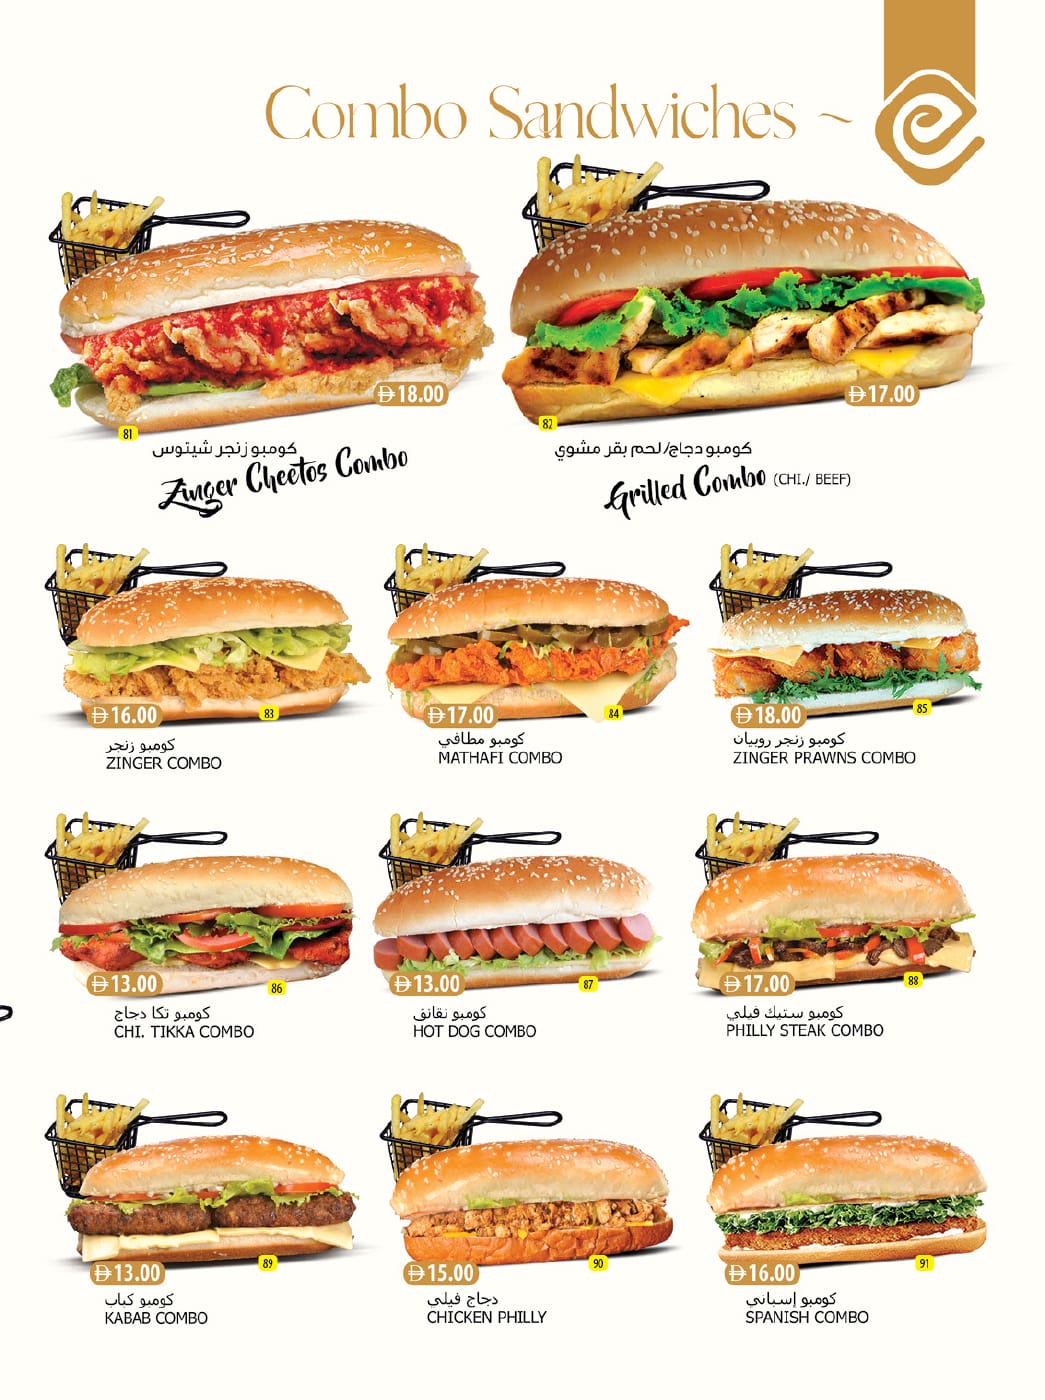 Combo Sandwiches ~
18.00
81
كومبو زنجر شيتوس
Zinger Cheetos Combo
17.00
82
كومبو دجاج/لحم بقر مشوي
Grilled Combo (CHI./ BEEF)
16.00
83
كومبو زنجر
ZINGER COMBO
17.00
84
كومبو مطافي
MATHAFI COMBO
18.00
85
كومبو زنجر روبيان
ZINGER PRAWNS COMBO
13.00
86
كومبو تكا دجاج
CHI. TIKKA COMBO
13.00
87
كومبو نقانق
HOT DOG COMBO
17.00
88
كومبو ستيك فيلي
PHILLY STEAK COMBO
13.00
89
كومبو كباب
KABAB COMBO
15.00
90
دجاج فيلي
CHICKEN PHILLY
16.00
91
كومبو إسباني
SPANISH COMBO